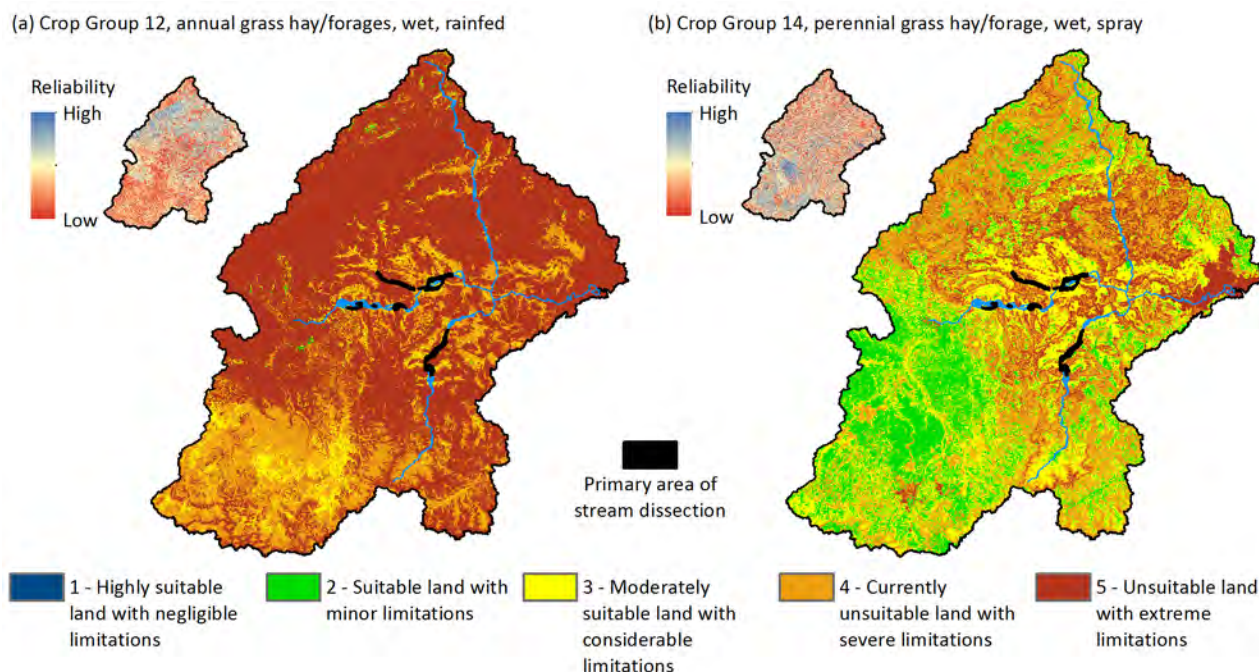 (a) Crop Group 12, annual grass hay/forages, wet, rainfed
Reliability
High
Low
(b) Crop Group 14, perennial grass hay/forage, wet, spray
Reliability
High
Low
Primary area of
stream dissection
1 - Highly suitable
land with negligible
limitations
2 - Suitable land with
minor limitations
3 - Moderately
suitable land with
considerable
limitations
4 - Currently
unsuitable land with
severe limitations
5 - Unsuitable land
with extreme
limitations